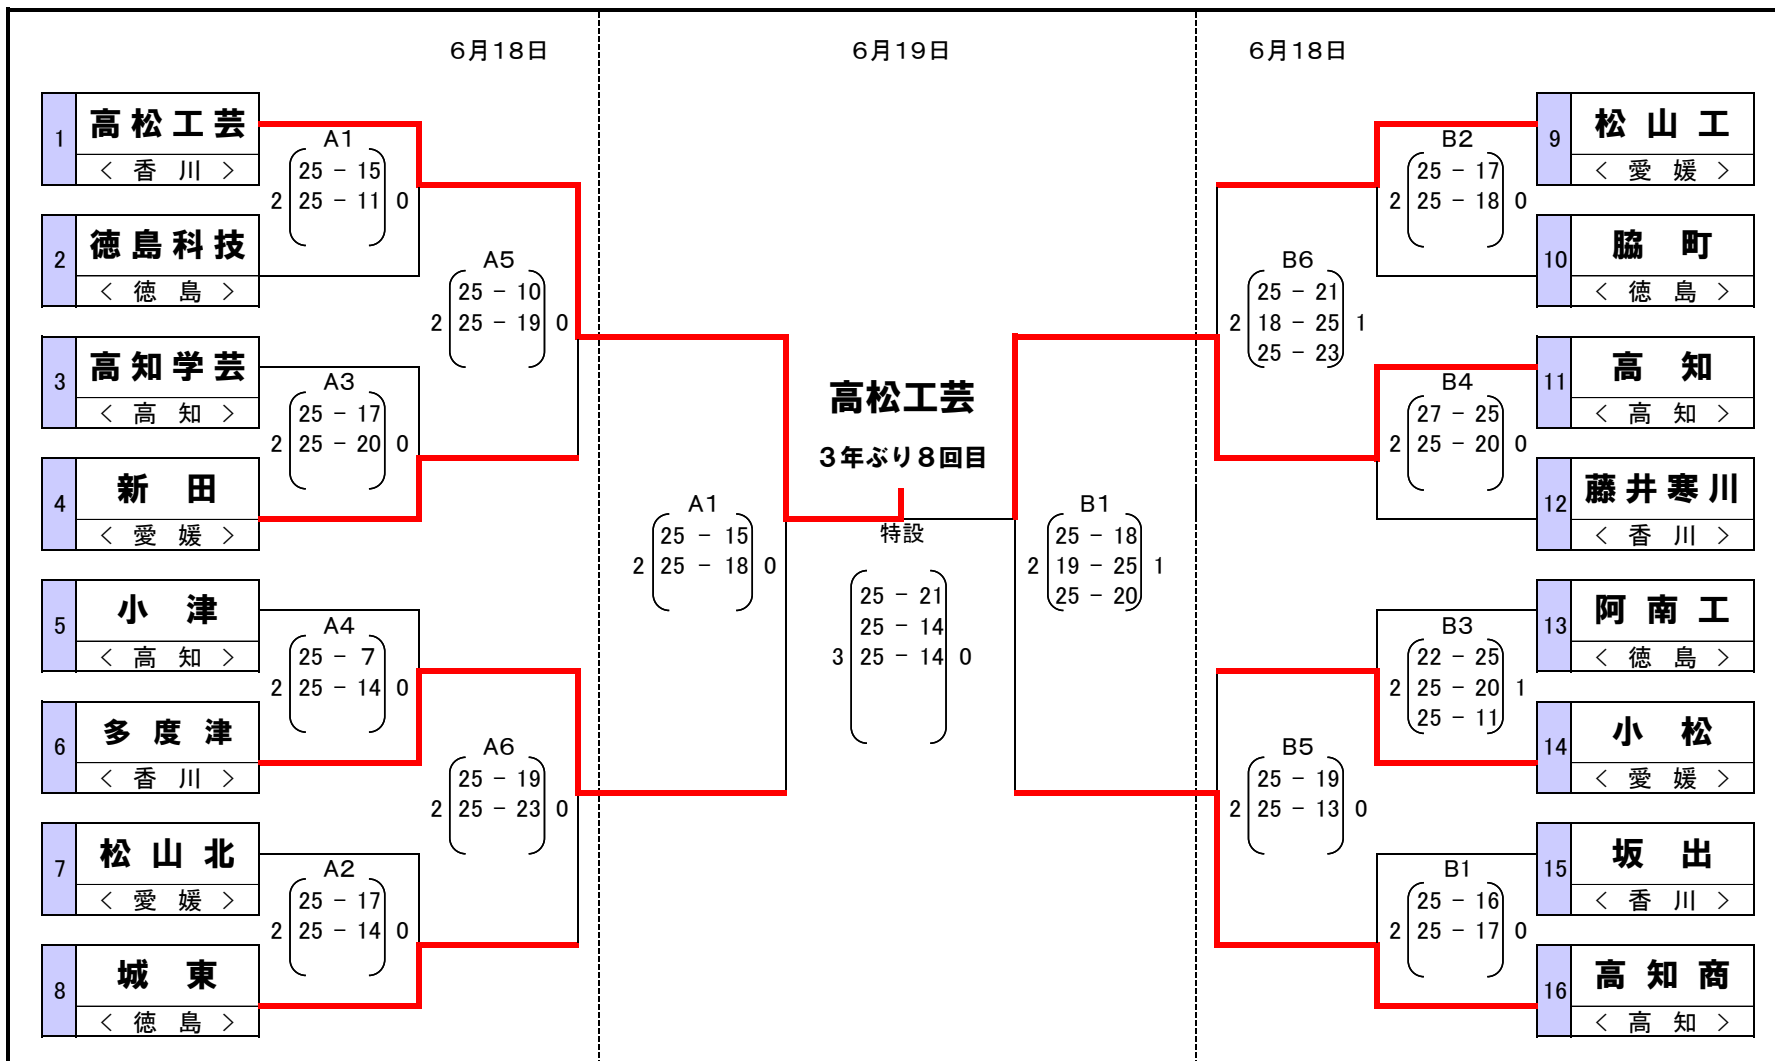 6月18日
6月19日
6月18日
1
高松工芸
＜ 香 川 ＞
2
徳島科技
＜ 徳 島 ＞
3
高知学芸
＜ 高 知 ＞
4
新 田
＜ 愛 媛 ＞
5
小 津
＜ 高 知 ＞
6
多 度 津
＜ 香 川 ＞
7
松 山 北
＜ 愛 媛 ＞
8
城 東
＜ 徳 島 ＞
A1
25 − 15
2 25 − 11 0
A3
25 − 17
2 25 − 20 0
A4
25 − 7
2 25 − 14 0
A2
25 − 17
2 25 − 14 0
A5
25 − 10
2 25 − 19 0
A6
25 − 19
2 25 − 23 0
A1
25 − 15
2 25 − 18 0
高松工芸
3年ぶり8回目
特設
25 − 21
25 − 14
3 25 − 14 0
B1
25 − 18
2 19 − 25 1
25 − 20
B6
25 − 21
2 18 − 25 1
25 − 23
B5
25 − 19
2 25 − 13 0
B2
25 − 17
2 25 − 18 0
B4
27 − 25
2 25 − 20 0
B3
22 − 25
2 25 − 20 1
25 − 11
B1
25 − 16
2 25 − 17 0
9
松 山 工
＜ 愛 媛 ＞
10
脇 町
＜ 徳 島 ＞
11
高 知
＜ 高 知 ＞
12
藤井寒川
＜ 香 川 ＞
13
阿 南 工
＜ 徳 島 ＞
14
小 松
＜ 愛 媛 ＞
15
坂 出
＜ 香 川 ＞
16
高 知 商
＜ 高 知 ＞